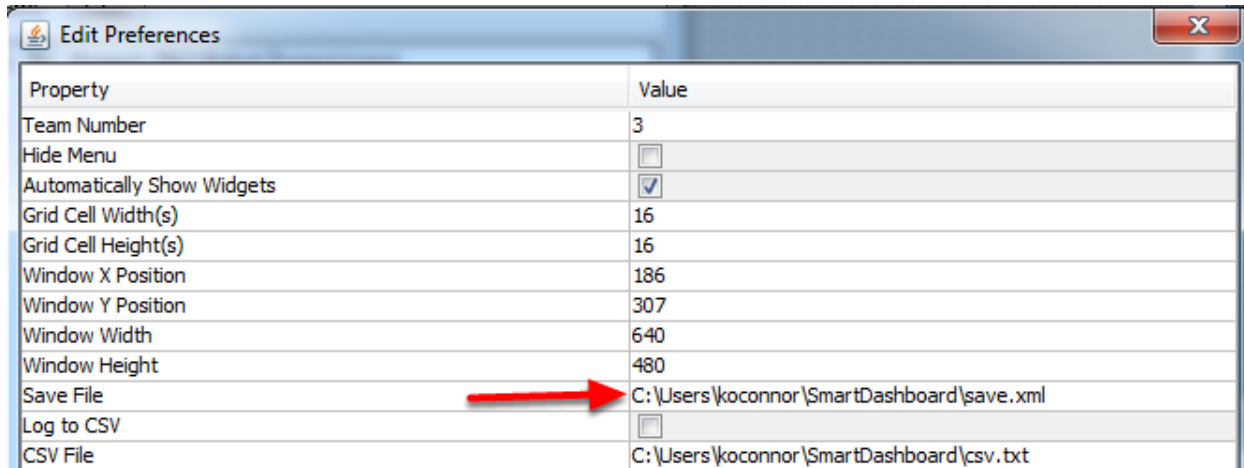 Edit Preferences
Property Value
Team Number 3
Hide Menu
Automatically Show Widgets
Grid Cell Width(s) 16
Grid Cell Height(s) 16
Window X Position 186
Window Y Position 307
Window Width 640
Window Height 480
Save File C:\Users\koconnor\SmartDashboard\save.xml
Log to CSV
CSV File C:\Users\koconnor\SmartDashboard\csv.txt